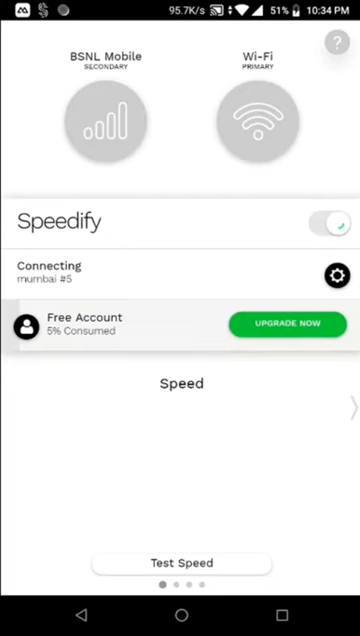 95.7K/s 51% 10:34 PM
?
BSNL Mobile Wi-Fi
SECONDARY PRIMARY
Speedify
Connecting
mumbai #5
Free Account
5% Consumed
UPGRADE NOW
Speed
Test Speed